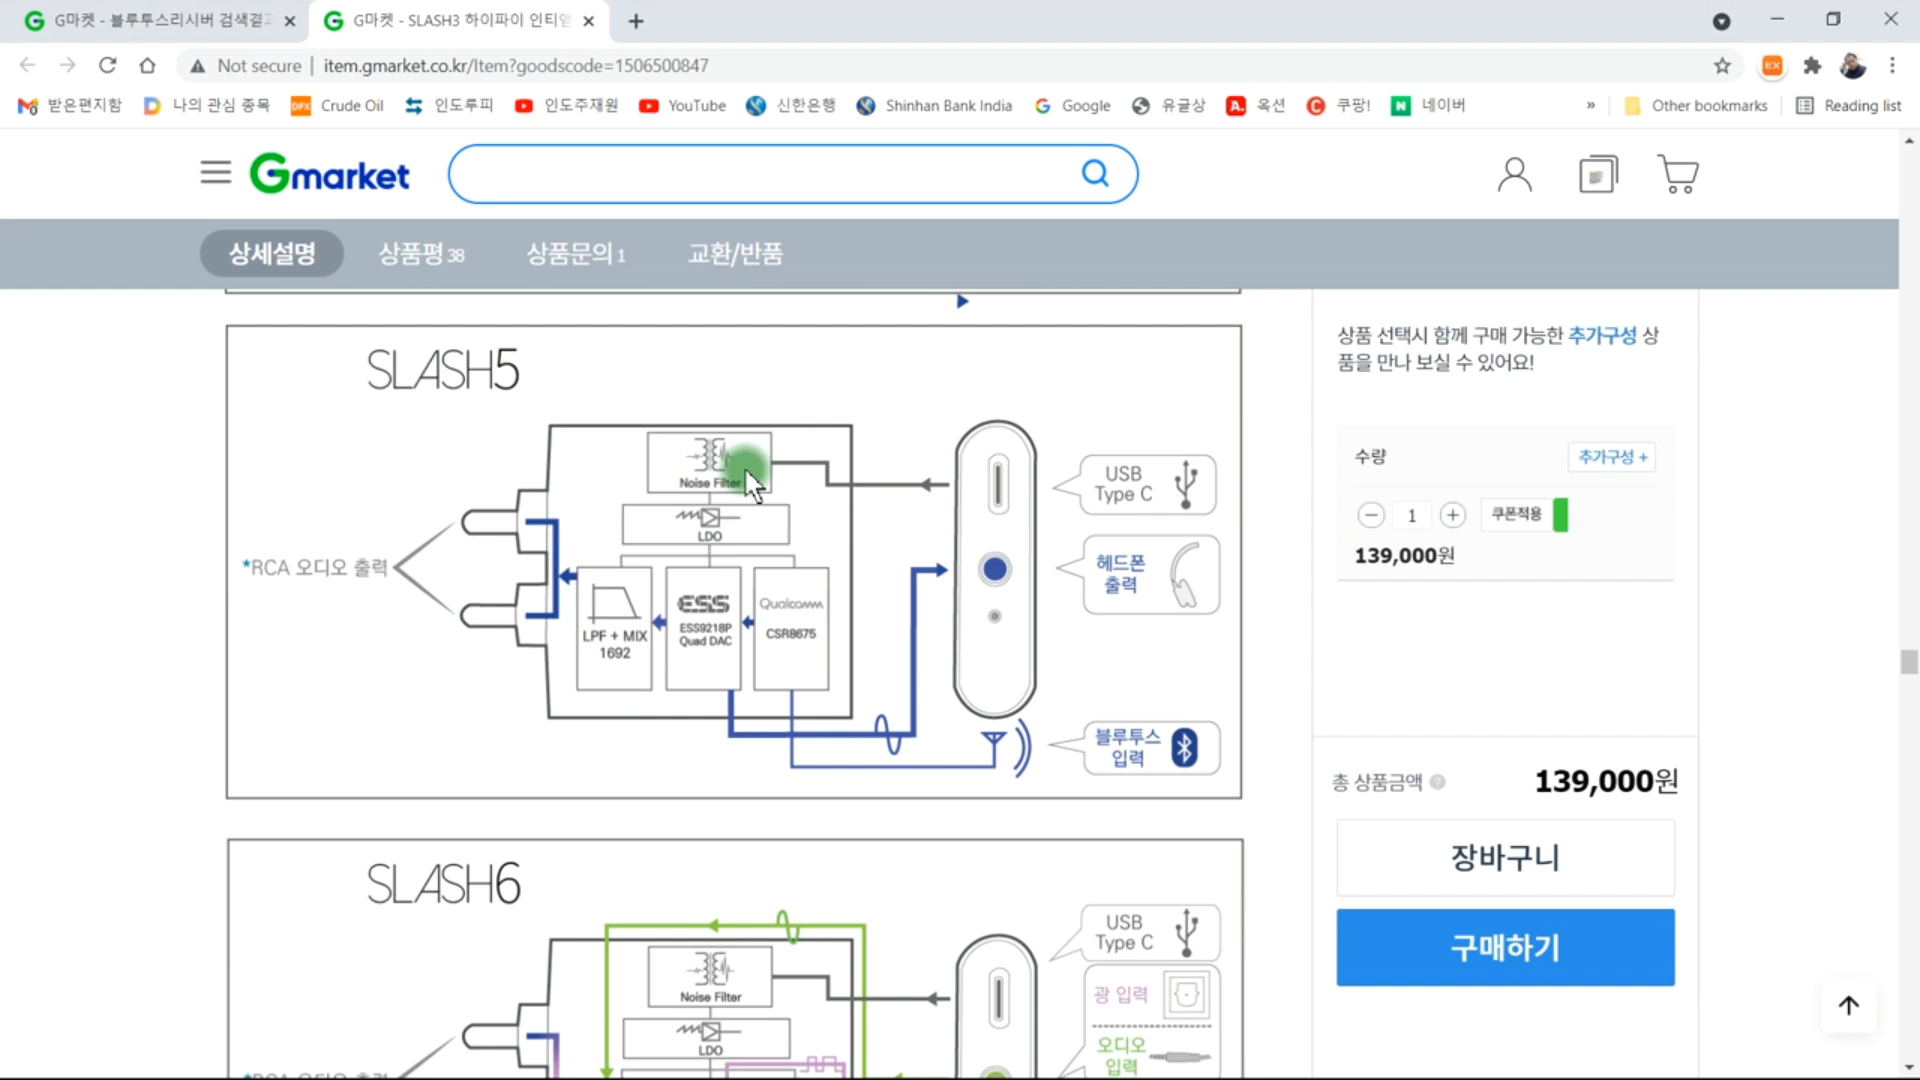 G마켓 - 블루투스리시버 검색결과
G마켓 - SLASH3 하이파이 인티앰
Not secure
item.gmarket.co.kr/Item?goodscode=1506500847
받은편지함
나의 관심 종목
Crude Oil
인도루피
인도주재원
YouTube
신한은행
Shinhan Bank India
Google
유글상
옥션
쿠팡!
네이버
»
Other bookmarks
Reading list
Gmarket
상세설명
상품평 38
상품문의 1
교환/반품
SLASH5
Noise Filter
LDO
*RCA 오디오 출력
LPF + MIX
1692
ESS
ESS9218P
Quad DAC
Qualcomm
CSR8675
USB
Type C
헤드폰
출력
블루투스
입력
SLASH6
Noise Filter
LDO
*RCA 오디오 출력
USB
Type C
광 입력
오디오
입력
상품 선택시 함께 구매 가능한 추가구성 상
품을 만나 보실 수 있어요!
수량
추가구성 +
1
쿠폰적용
139,000원
총 상품금액
139,000원
장바구니
구매하기